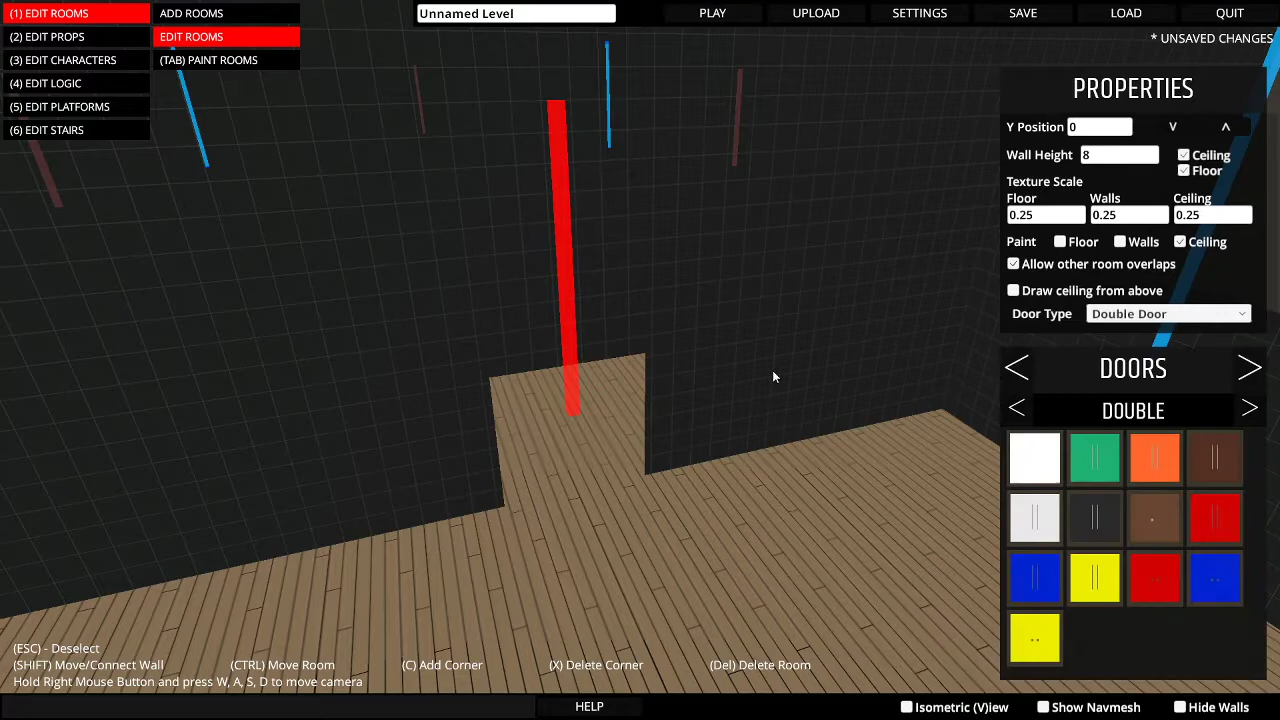 (1) EDIT ROOMS
(2) EDIT PROPS
(3) EDIT CHARACTERS
(4) EDIT LOGIC
(5) EDIT PLATFORMS
(6) EDIT STAIRS
ADD ROOMS
EDIT ROOMS
(TAB) PAINT ROOMS
Unnamed Level
PLAY UPLOAD SETTINGS SAVE LOAD QUIT
* UNSAVED CHANGES
PROPERTIES
Y Position 0 V ʌ
Wall Height 8 Ceiling
Floor
Texture Scale
Floor Walls Ceiling
0.25 0.25 0.25
Paint Floor Walls Ceiling
Allow other room overlaps
Draw ceiling from above
Door Type Double Door
< DOORS >
< DOUBLE >
(ESC) - Deselect
(SHIFT) Move/Connect Wall (CTRL) Move Room (C) Add Corner (X) Delete Corner (Del) Delete Room
Hold Right Mouse Button and press W, A, S, D to move camera
HELP
Isometric (V)iew Show Navmesh Hide Walls